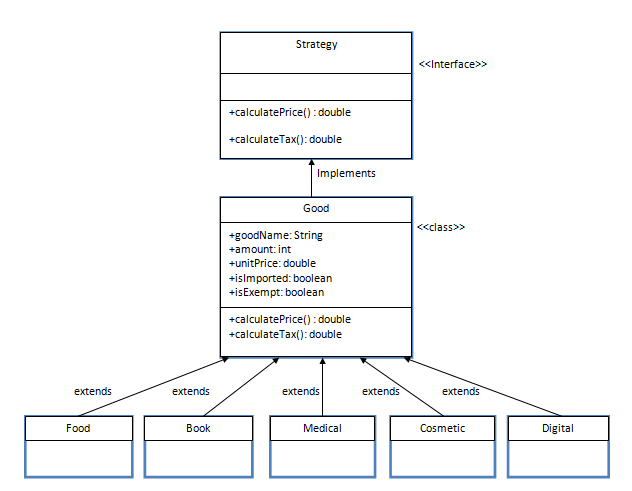 Strategy
<<Interface>>
+calculatePrice() : double
+calculateTax(): double
Implements
Good
<<class>>
+goodName: String
+amount: int
+unitPrice: double
+isImported: boolean
+isExempt: boolean
+calculatePrice() : double
+calculateTax(): double
extends extends extends extends extends
Food Book Medical Cosmetic Digital